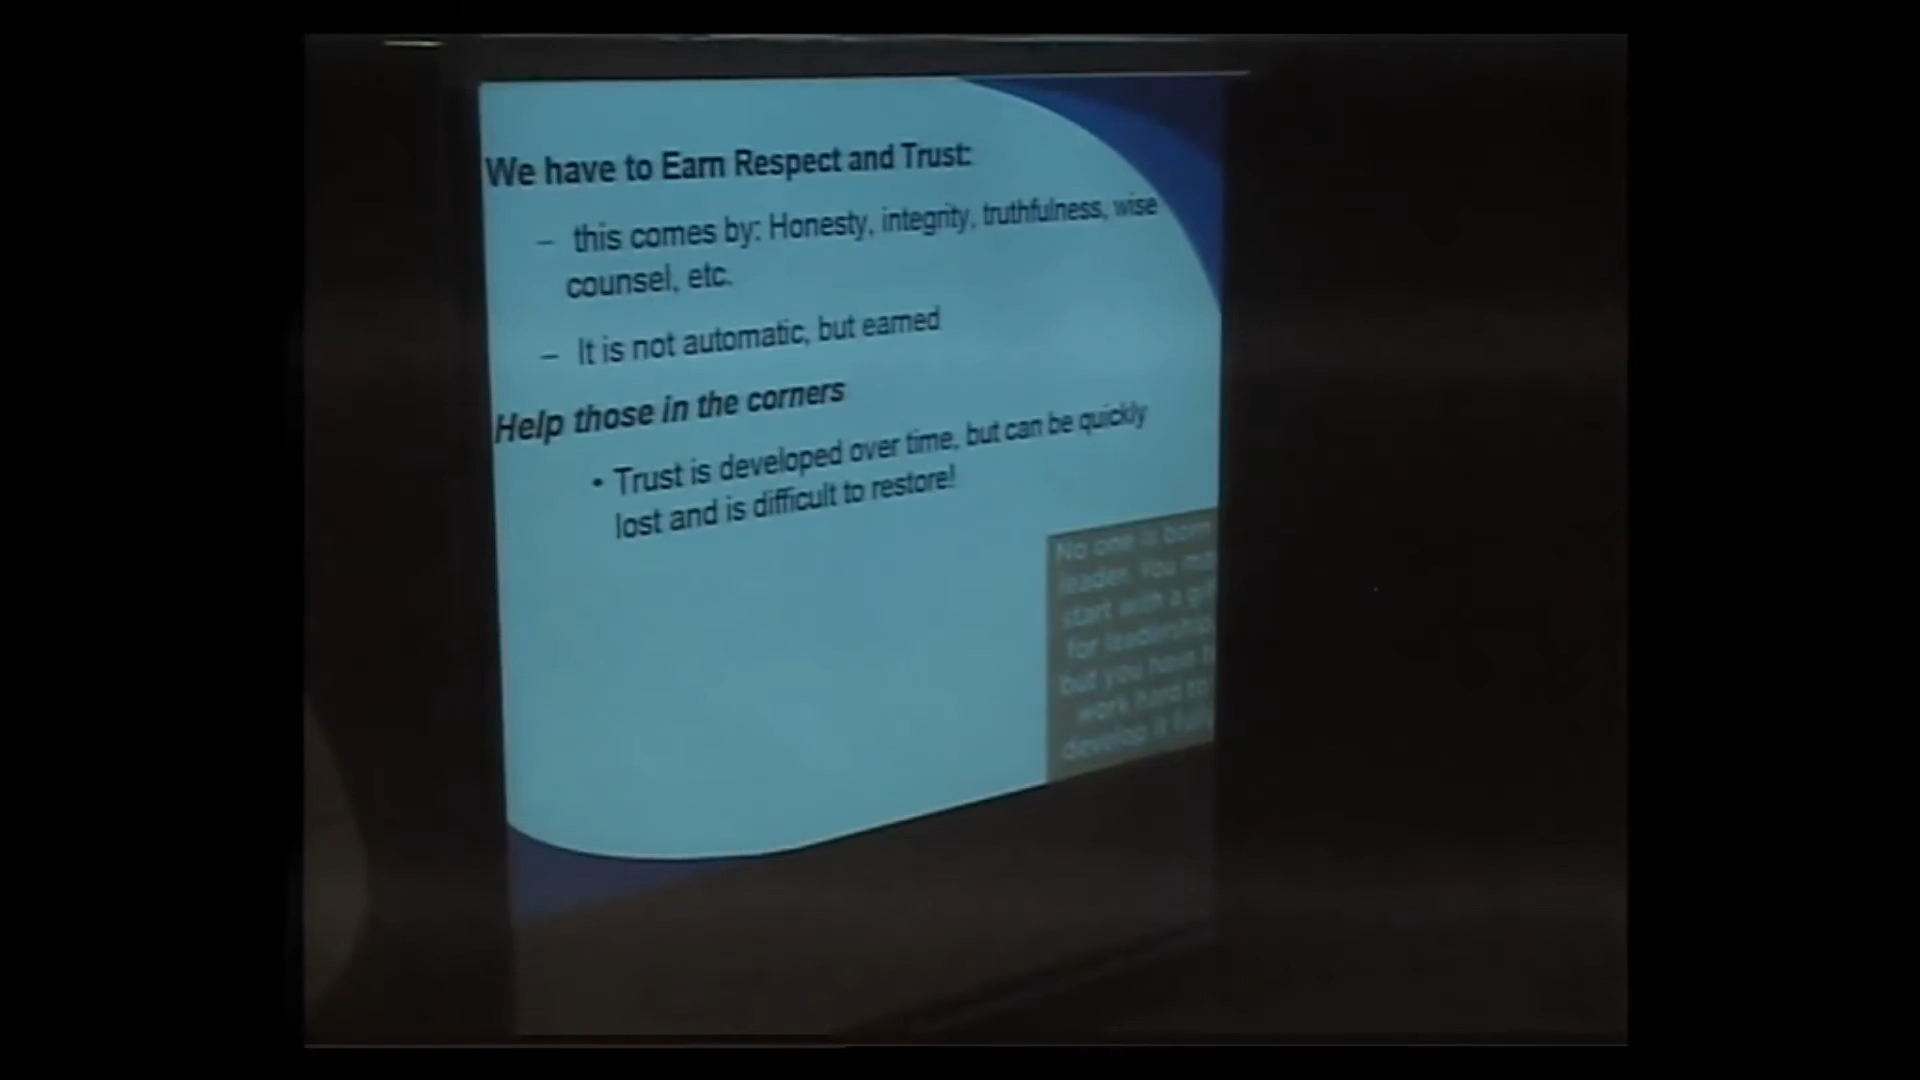 We have to Earn Respect and Trust:
– this comes by: Honesty, integrity, truthfulness, wise
counsel, etc.
– It is not automatic, but earned
Help those in the corners
• Trust is developed over time, but can be quickly
lost and is difficult to restore!
No one is born
leader. You
start with a
for leadership
but you have
work hard to
develop it